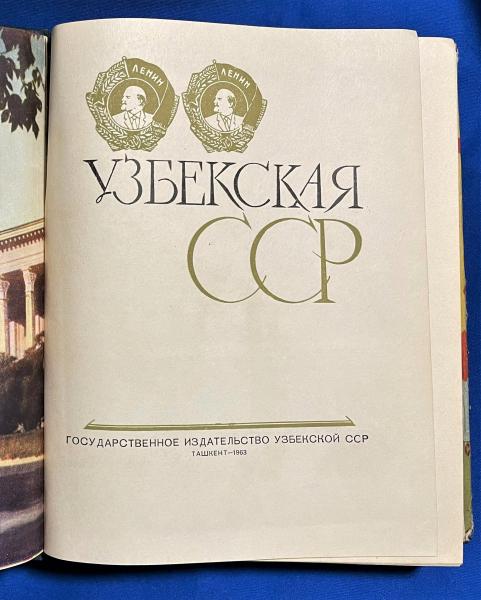 ЛЕНИН ЛЕНИН
УЗБЕКСКАЯ
ССР
ГОСУДАРСТВЕННОЕ ИЗДАТЕЛЬСТВО УЗБЕКСКОЙ ССР
ТАШКЕНТ—1963